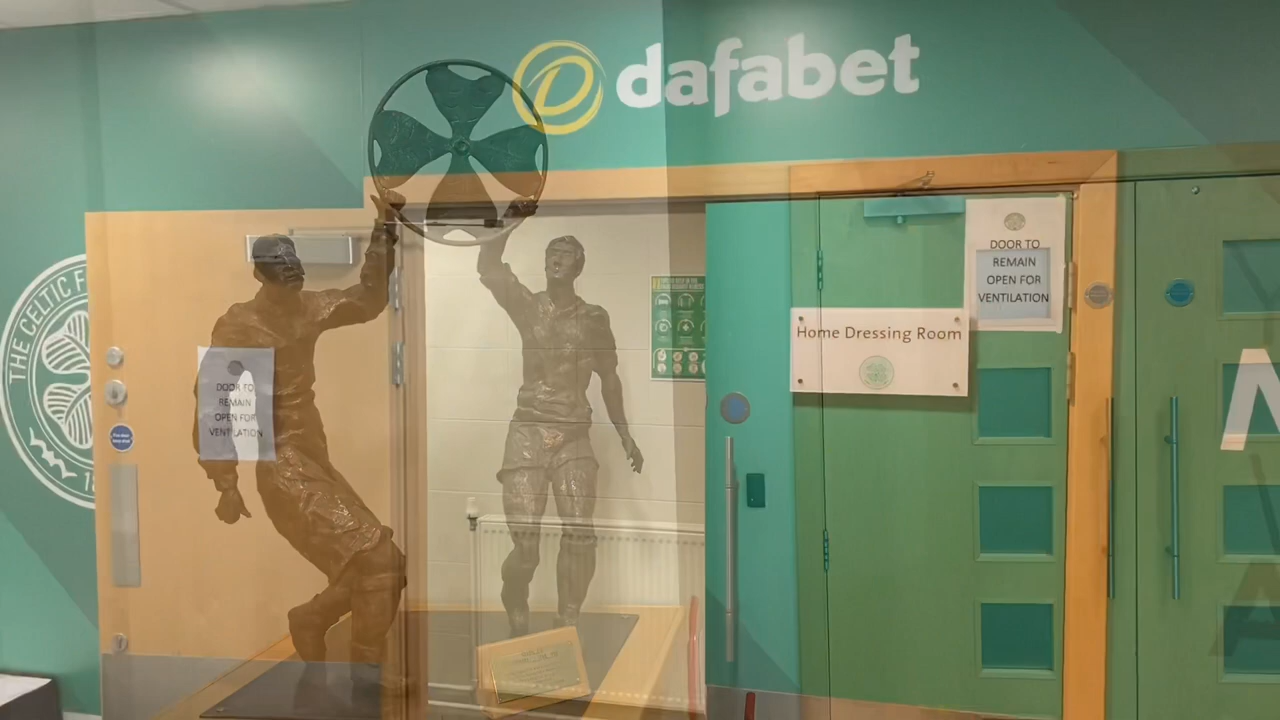 dafabet
DOOR TO
REMAIN
OPEN FOR
VENTILATION
Home Dressing Room
THE CELTIC F
DOOR TO
REMAIN
OPEN FOR
VENTILATION